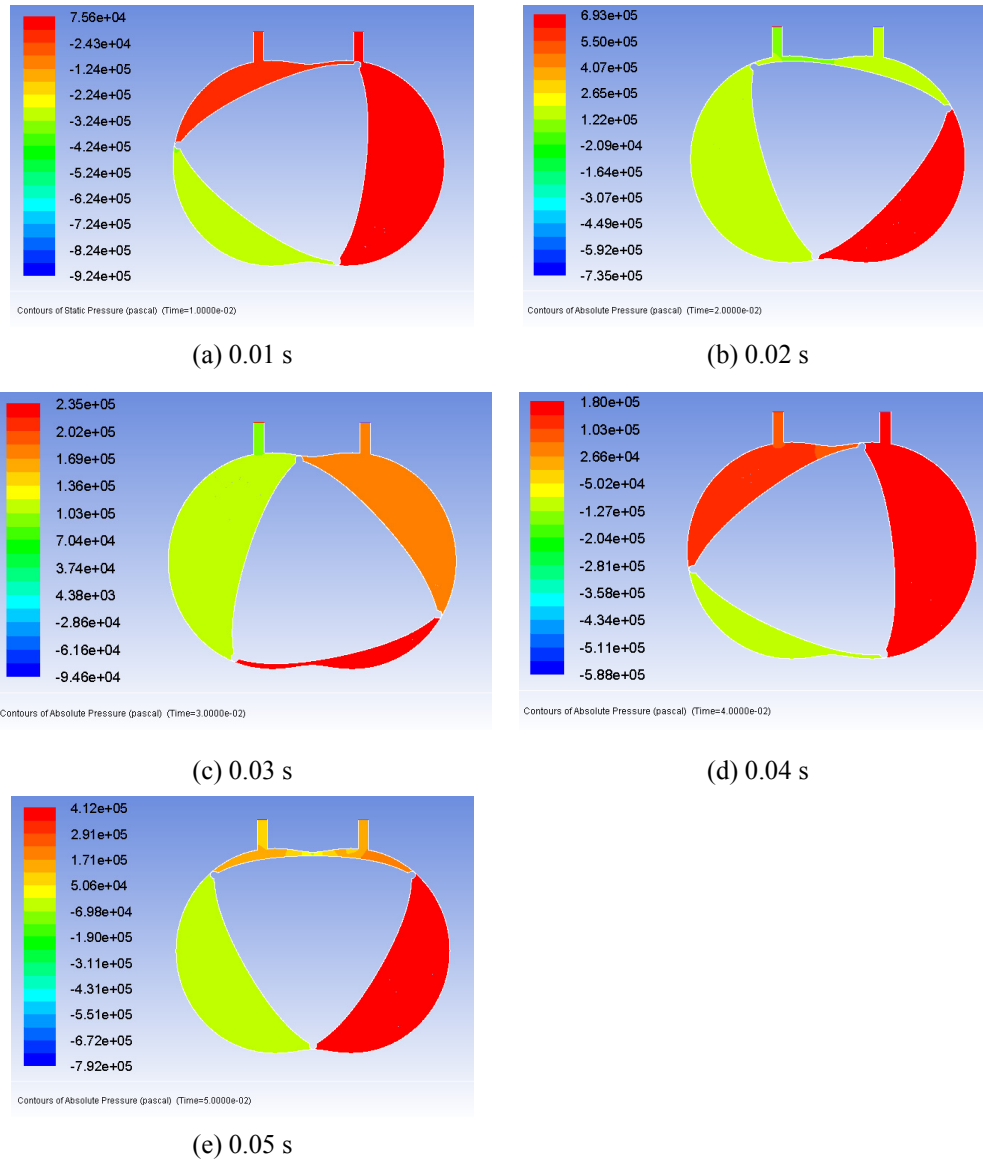 7.56e+04
-2.43e+04
-1.24e+05
-2.24e+05
-3.24e+05
-4.24e+05
-5.24e+05
-6.24e+05
-7.24e+05
-8.24e+05
-9.24e+05
Contours of Static Pressure (pascal) (Time=1.0000e-02)
(a) 0.01 s
6.93e+05
5.50e+05
4.07e+05
2.65e+05
1.22e+05
-2.09e+04
-1.64e+05
-3.07e+05
-4.49e+05
-5.92e+05
-7.35e+05
Contours of Absolute Pressure (pascal) (Time=2.0000e-02)
(b) 0.02 s
2.35e+05
2.02e+05
1.69e+05
1.36e+05
1.03e+05
7.04e+04
3.74e+04
4.38e+03
-2.86e+04
-6.16e+04
-9.46e+04
Contours of Absolute Pressure (pascal) (Time=3.0000e-02)
(c) 0.03 s
1.80e+05
1.03e+05
2.66e+04
-5.02e+04
-1.27e+05
-2.04e+05
-2.81e+05
-3.58e+05
-4.34e+05
-5.11e+05
-5.88e+05
Contours of Absolute Pressure (pascal) (Time=4.0000e-02)
(d) 0.04 s
4.12e+05
2.91e+05
1.71e+05
5.06e+04
-6.98e+04
-1.90e+05
-3.11e+05
-4.31e+05
-5.51e+05
-6.72e+05
-7.92e+05
Contours of Absolute Pressure (pascal) (Time=5.0000e-02)
(e) 0.05 s